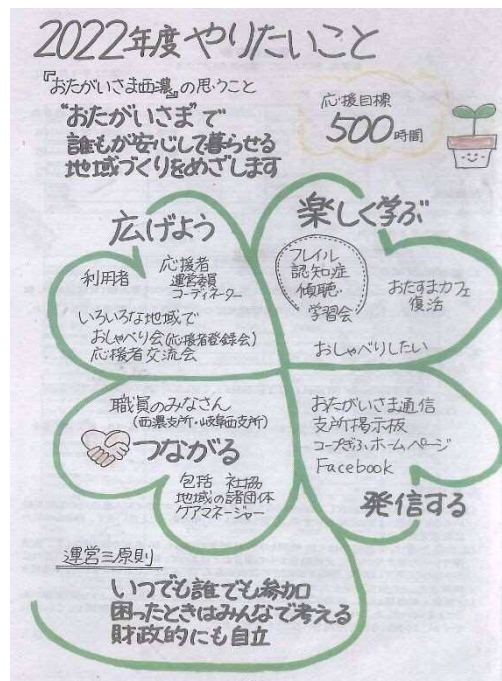 2022年度 やりたいこと
『おたがいさま西濃』の思うこと
"おたがいさま"で
誰もが安心して暮らせる
地域づくりをめざします
応援目標
500時間
広げよう
利用者
応援者
運営委員
コーディネーター
いろいろな地域で
おしゃべり会(応援者登録会)
応援者交流会
楽しく学ぶ
フレイル
認知症
傾聴
学習会
おたすまカフェ
復活
おしゃべりしたい
職員のみなさん
(西濃支所・岐阜西支所)
つながる
包括 社協
地域の諸団体
ケアマネージャー
おたがいさま通信
支所掲示板
コープぎふホームページ
Facebook
発信する
運営三原則
いつでも誰でも参加
困ったときはみんなで考える
財政的にも自立